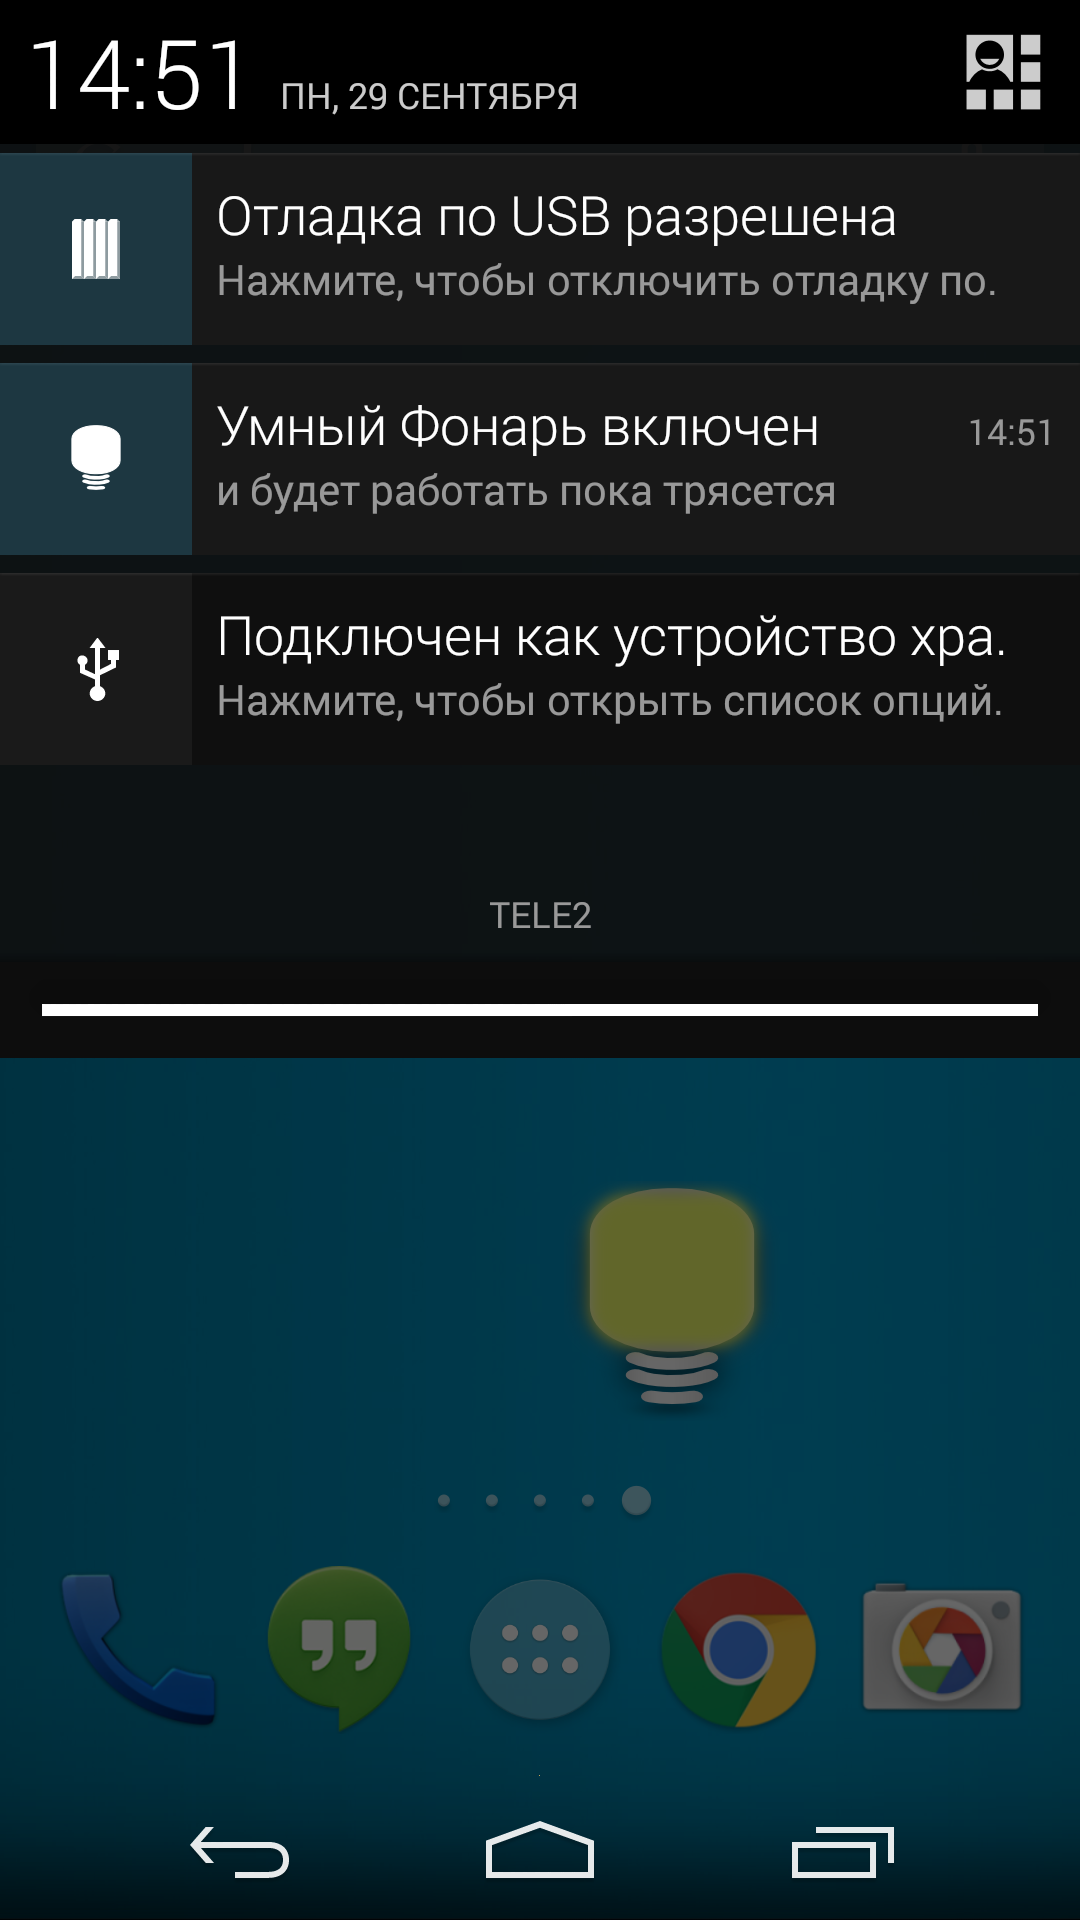 14:51 ПН, 29 СЕНТЯБРЯ
Отладка по USB разрешена
Нажмите, чтобы отключить отладку по.
Умный Фонарь включен 14:51
и будет работать пока трясется
Подключен как устройство хра.
Нажмите, чтобы открыть список опций.
TELE2